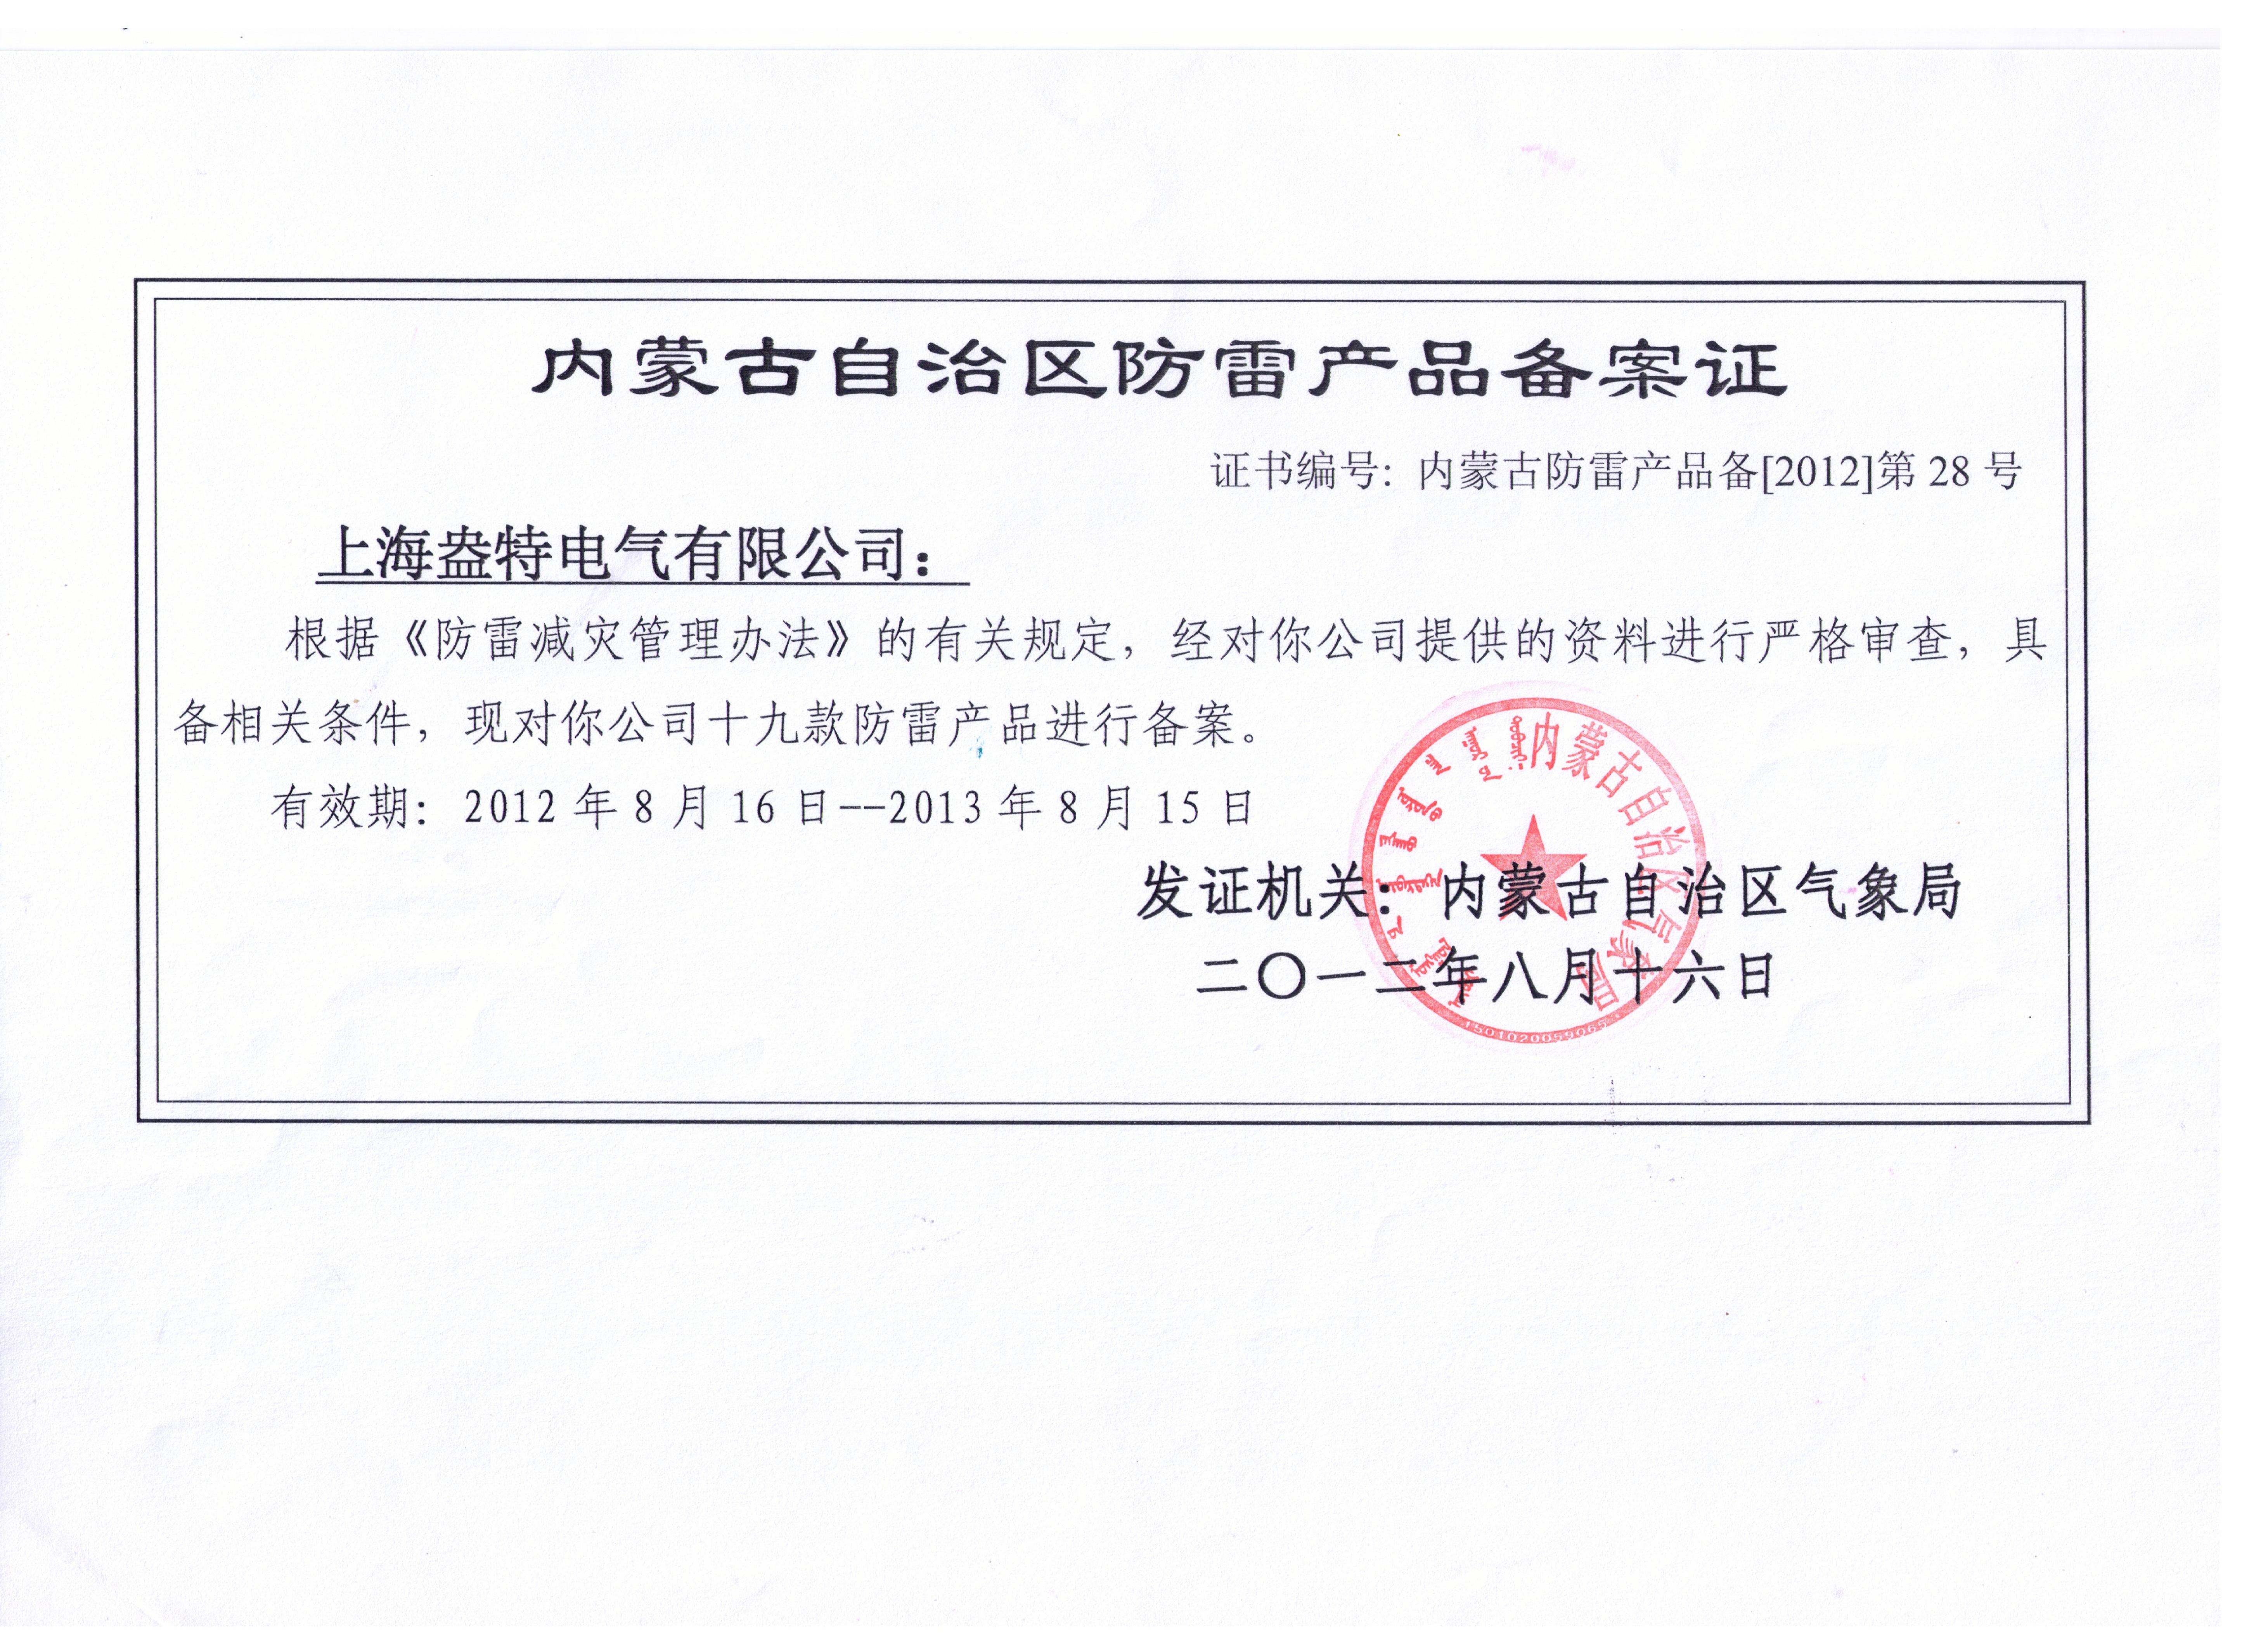 内蒙古自治区防雷产品备案证
证书编号: 内蒙古防雷产品备[2012]第 28 号
上海盎特电气有限公司：
根据《防雷减灾管理办法》的有关规定，经对你公司提供的资料进行严格审查，具
备相关条件，现对你公司十九款防雷产品进行备案。
有效期：2012 年 8 月 16 日--2013 年 8 月 15 日
发证机关：内蒙古自治区气象局
二〇一二年八月十六日
内蒙古自治区气象局